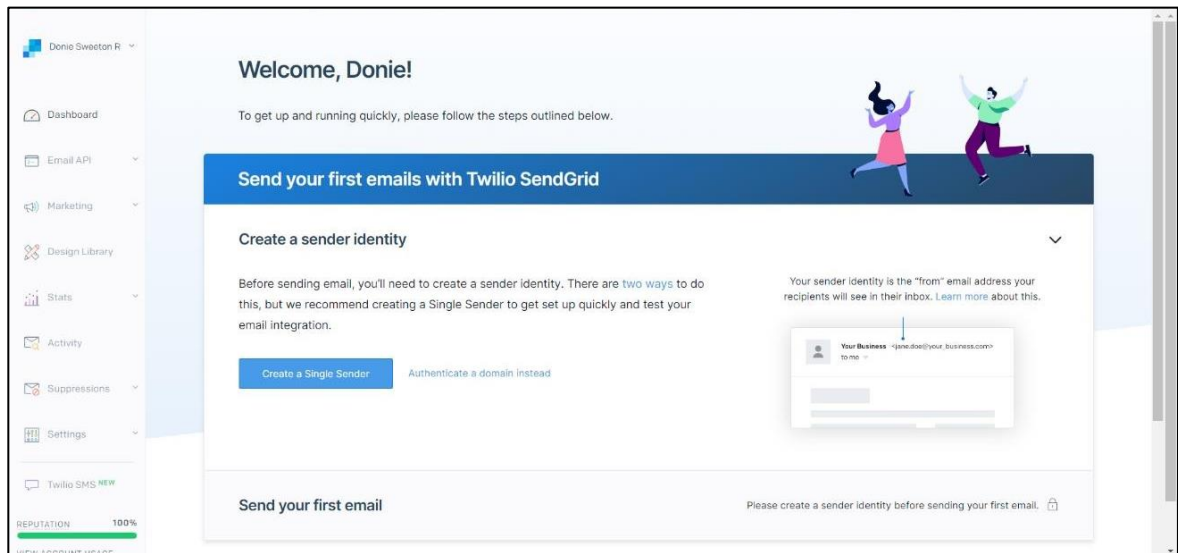 Donie Sweeton R
Dashboard
Email API
Marketing
Design Library
Stats
Activity
Suppressions
Settings
Twilio SMS NEW
REPUTATION 100%
VIEW ACCOUNT USAGE
Welcome, Donie!
To get up and running quickly, please follow the steps outlined below.
Send your first emails with Twilio SendGrid
Create a sender identity
Before sending email, you'll need to create a sender identity. There are two ways to do
this, but we recommend creating a Single Sender to get set up quickly and test your
email integration.
Create a Single Sender
Authenticate a domain instead
Your sender identity is the "from" email address your
recipients will see in their inbox. Learn more about this.
Your Business <jane.doe@your_business.com>
to me
Send your first email
Please create a sender identity before sending your first email.